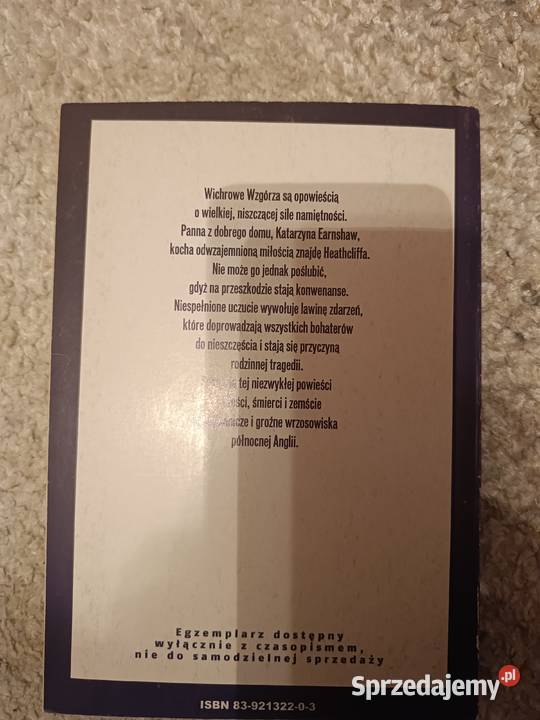 Wichrowe Wzgórza są opowieścią
o wielkiej, niszczącej sile namiętności.
Panna z dobrego domu, Katarzyna Earnshaw,
kocha odwzajemnioną miłością znajdę Heathcliffa.
Nie może go jednak poślubić,
gdyż na przeszkodzie stają konwenanse.
Niespełnione uczucie wywołuje lawinę zdarzeń,
które doprowadzają wszystkich bohaterów
do nieszczęścia i stają się przyczyną
rodzinnej tragedii.
tej niezwykłej powieści
śmierci i zemście
i groźne wrzosowiska
północnej Anglii.
Egzemplarz dostępny
wyłącznie z czasopismem,
nie do samodzielnej sprzedaży
ISBN 83-921322-0-3
Sprzedajemy.pl